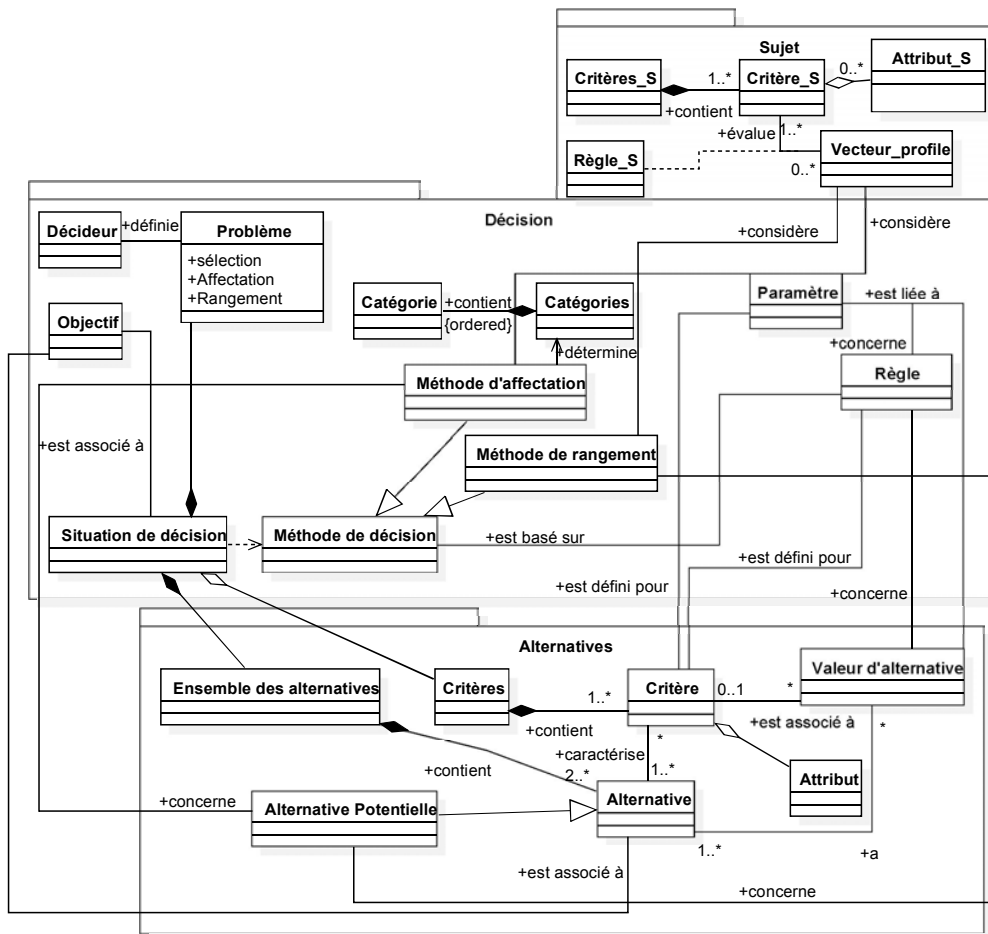 Sujet
Critères_S
1..*
Critère_S
0..*
Attribut_S
+contient
+évalue
1..*
Règle_S
0..*
Vecteur_profile
Décision
Décideur
+définie
Problème
+sélection
+Affectation
+Rangement
+considère
+considère
Objectif
Catégorie
+contient
{ordered}
Catégories
Paramètre
+est liée à
+détermine
+concerne
Méthode d'affectation
Règle
+est associé à
Méthode de rangement
Situation de décision
Méthode de décision
+est basé sur
+est défini pour
+est défini pour
+concerne
Alternatives
Ensemble des alternatives
Critères
1..*
Critère
0..1
*
Valeur d'alternative
+contient
+est associé à
*
*
+caractérise
+contient
2..*
1..*
Attribut
+concerne
Alternative Potentielle
Alternative
1..*
+a
+est associé à
+concerne